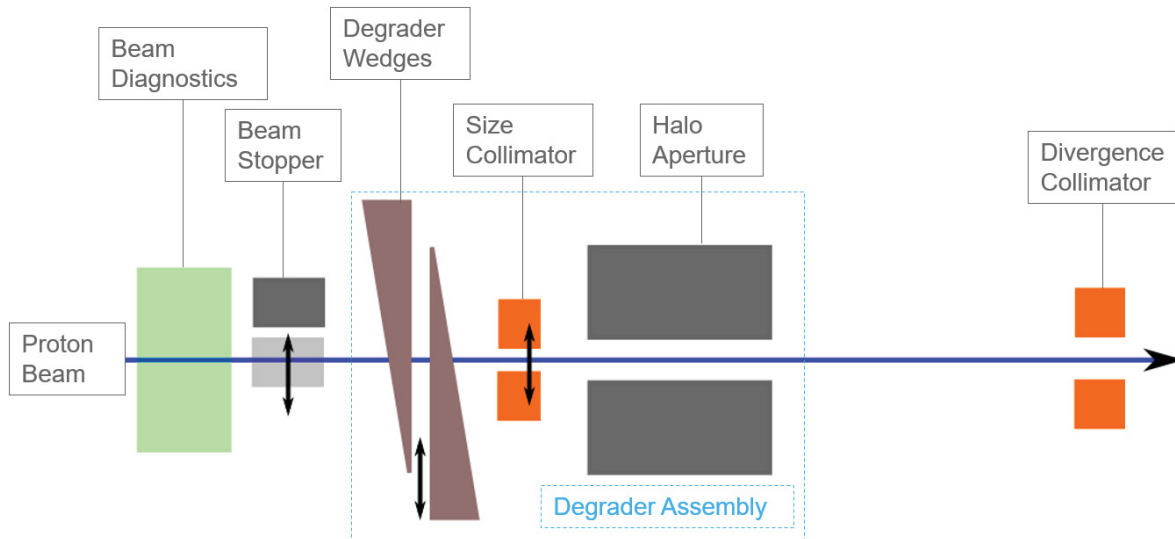 Degrader
Wedges
Beam
Diagnostics
Beam
Stopper
Size
Collimator
Halo
Aperture
Divergence
Collimator
Proton
Beam
Degrader Assembly